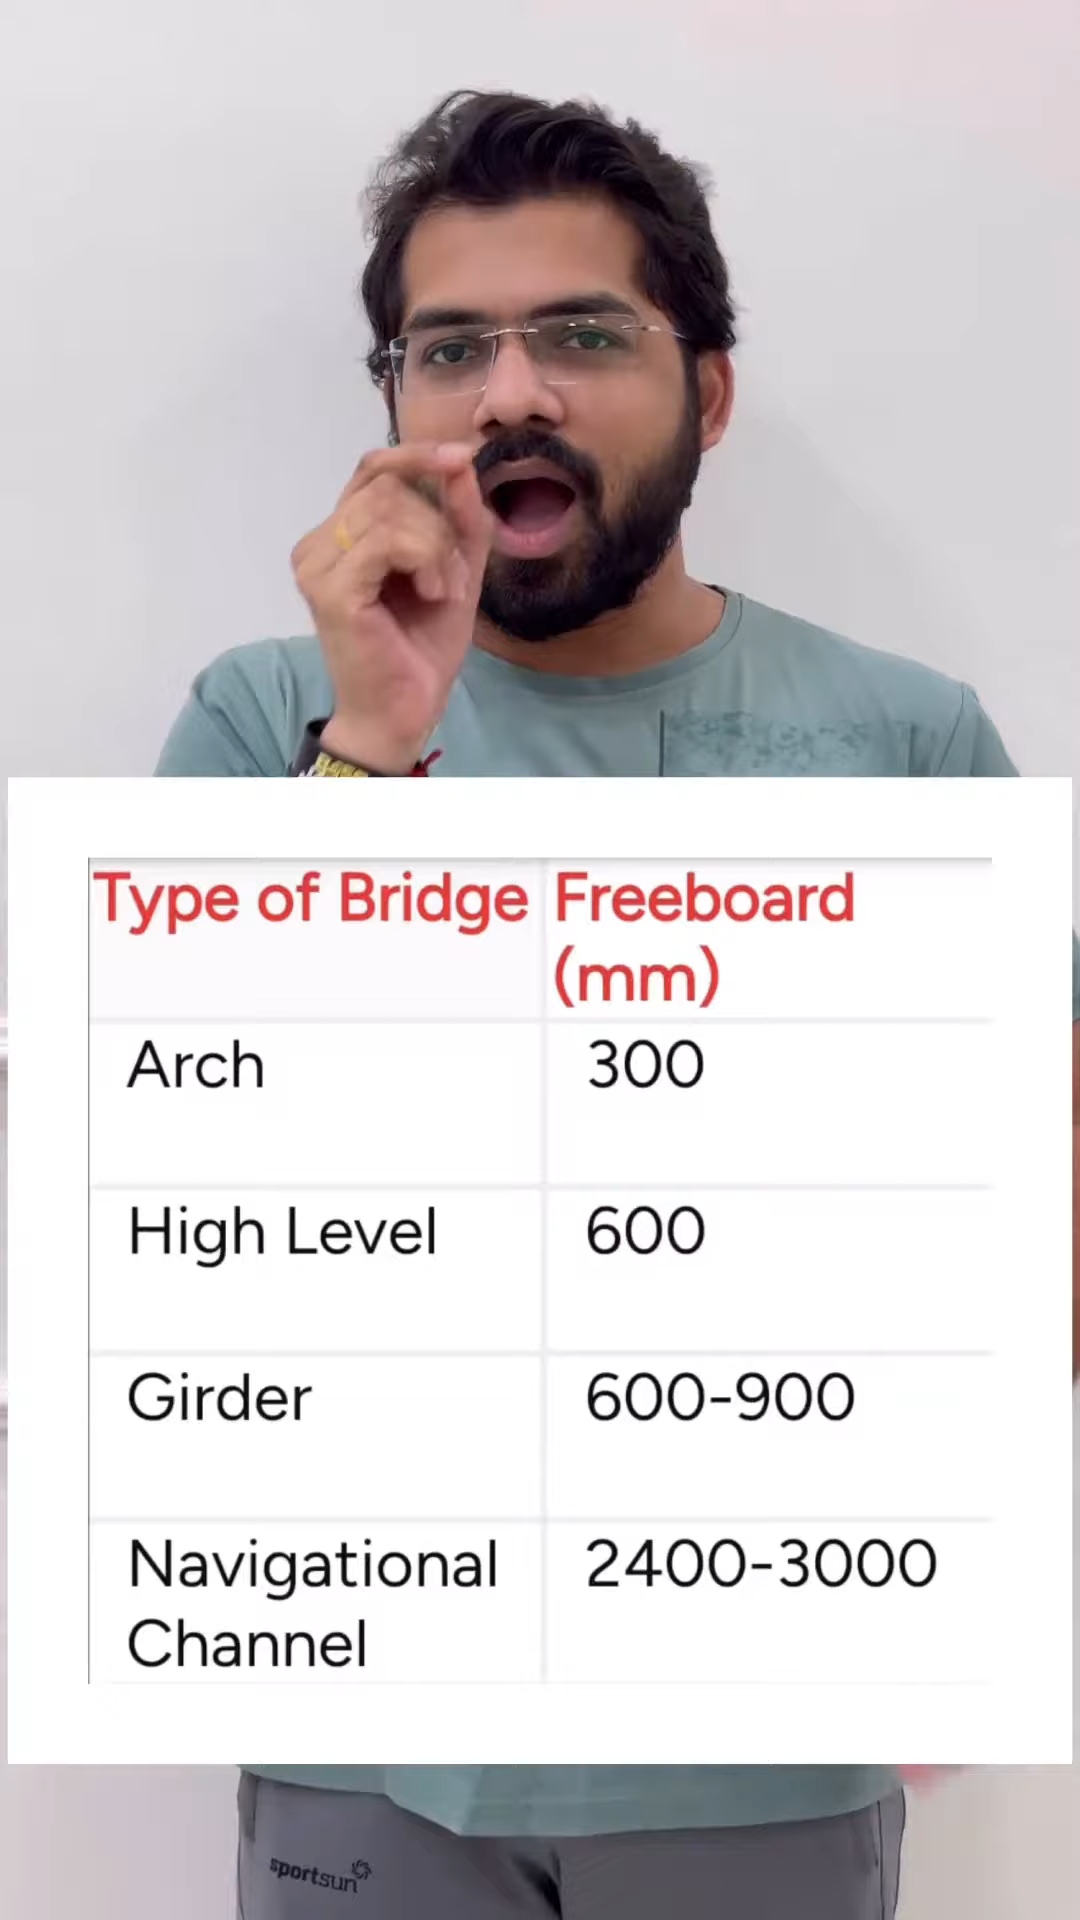 Type of Bridge Freeboard
(mm)
Arch 300
High Level 600
Girder 600-900
Navigational 2400-3000
Channel
sportsun